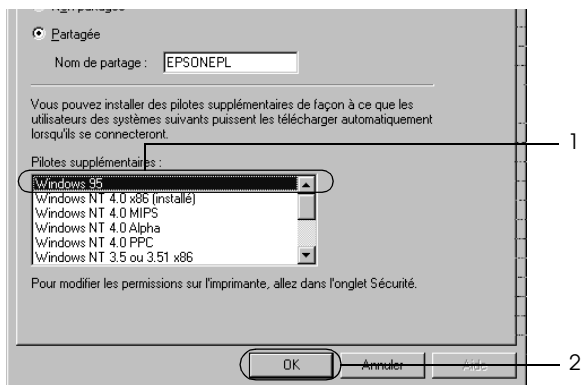 Non partagée
Partagée
Nom de partage : EPSONEPL
Vous pouvez installer des pilotes supplémentaires de façon à ce que les
utilisateurs des systèmes suivants puissent les télécharger automatiquement
lorsqu'ils se connecteront.
1
Pilotes supplémentaires :
Windows 95
Windows NT 4.0 x86 (installé)
Windows NT 4.0 MIPS
Windows NT 4.0 Alpha
Windows NT 4.0 PPC
Windows NT 3.5 ou 3.51 x86
Pour modifier les permissions sur l'imprimante, allez dans l'onglet Sécurité.
OK Annuler Aide 2